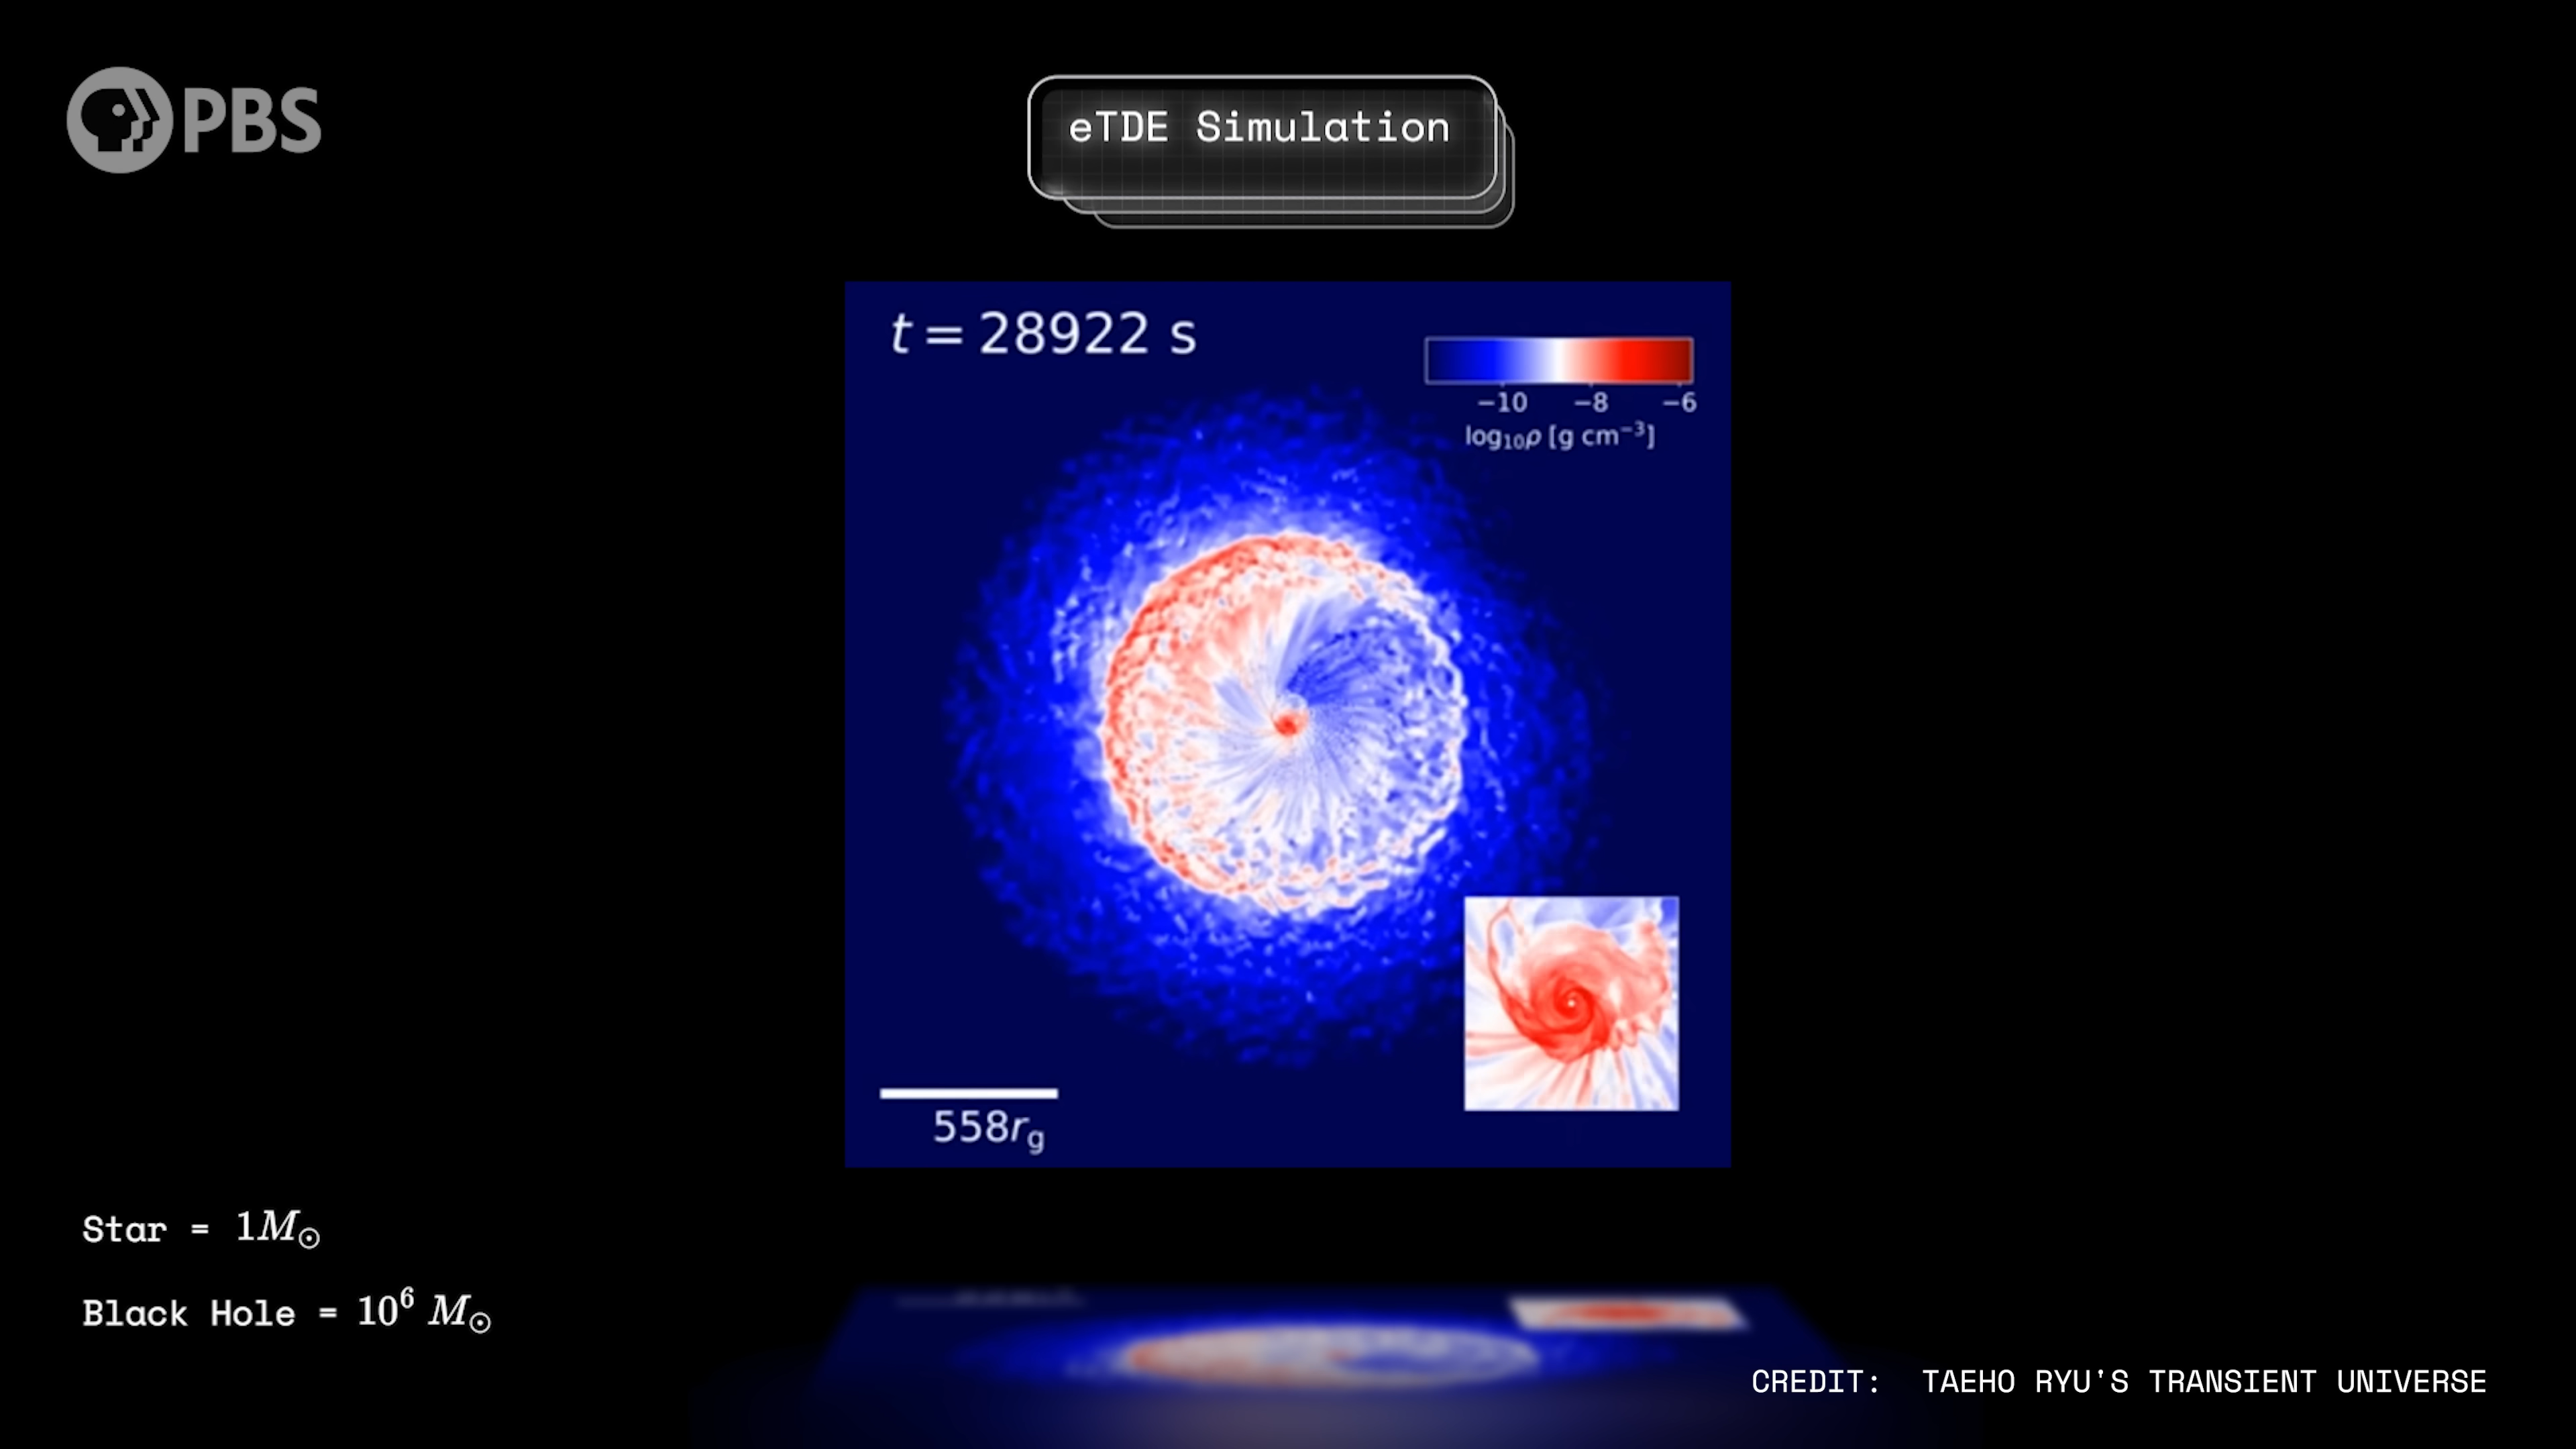 PBS
eTDE Simulation
t = 28922 s
−10 −8 −6
log₁₀ρ [g cm⁻³]
558r_g
Star = 1M☉
Black Hole = 10⁶ M☉
CREDIT: TAEHO RYU'S TRANSIENT UNIVERSE